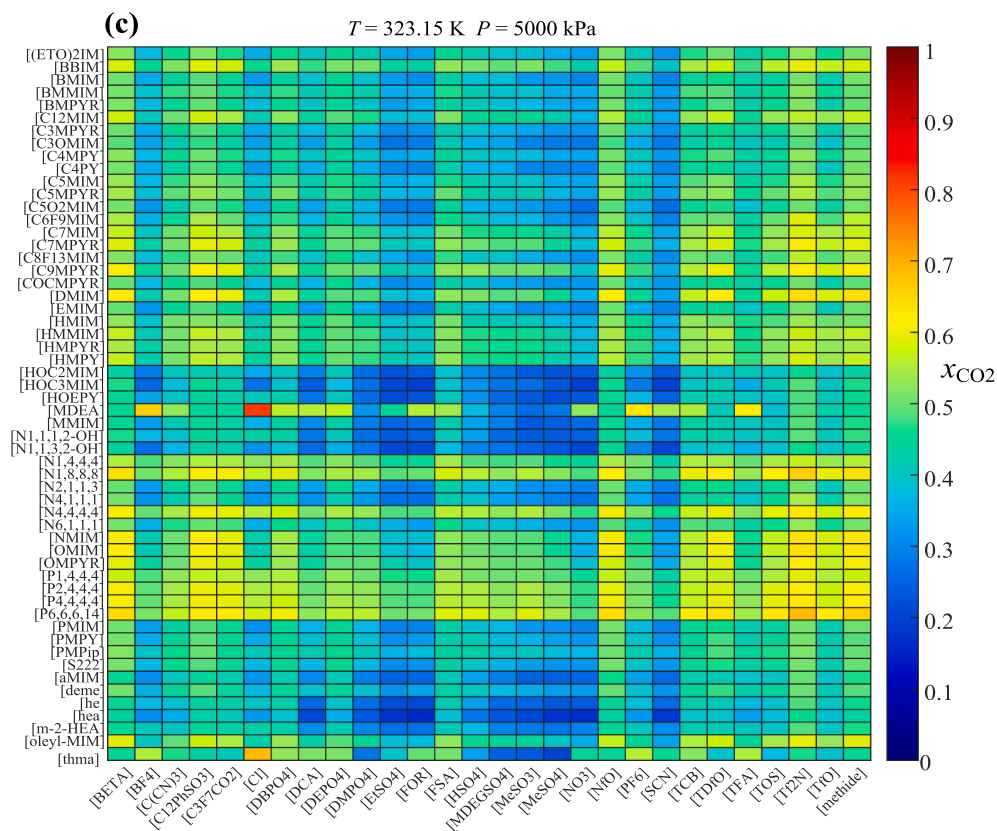 (c)
T = 323.15 K P = 5000 kPa
[(ETO)2IM]
[BBIM]
[BMIM]
[BMMIM]
[BMPYR]
[C12MIM]
[C3MPYR]
[C3OMIM]
[C4MPY]
[C4PY]
[C5MIM]
[C5MPYR]
[C5O2MIM]
[C6F9MIM]
[C7MIM]
[C7MPYR]
[C8F13MIM]
[C9MPYR]
[COCMPYR]
[DMIM]
[EMIM]
[HMIM]
[HMMIM]
[HMPYR]
[HMPY]
[HOC2MIM]
[HOC3MIM]
[HOEPY]
[MDEA]
[MMIM]
[N1,1,1,2-OH]
[N1,1,3,2-OH]
[N1,4,4,4]
[N1,8,8,8]
[N2,1,1,3]
[N4,1,1,1]
[N4,4,4,4]
[N6,1,1,1]
[NMIM]
[OMIM]
[OMPYR]
[P1,4,4,4]
[P2,4,4,4]
[P4,4,4,4]
[P6,6,6,14]
[PMIM]
[PMPY]
[PMPip]
[S222]
[aMIM]
[deme]
[he]
[hea]
[m-2-HEA]
[oleyl-MIM]
[thma]
[BETA]
[BF4]
[C(CN)3]
[C12PhSO3]
[C3F7CO2]
[Cl]
[DBPO4]
[DCA]
[DEPO4]
[DMPO4]
[EtSO4]
[FOR]
[FSA]
[HSO4]
[MDEGSO4]
[MeSO3]
[MeSO4]
[NO3]
[NfO]
[PF6]
[SCN]
[TCB]
[TDfO]
[TFA]
[TOS]
[Tf2N]
[TfO]
[methide]
1
0.9
0.8
0.7
0.6
0.5
0.4
0.3
0.2
0.1
0
xCO2